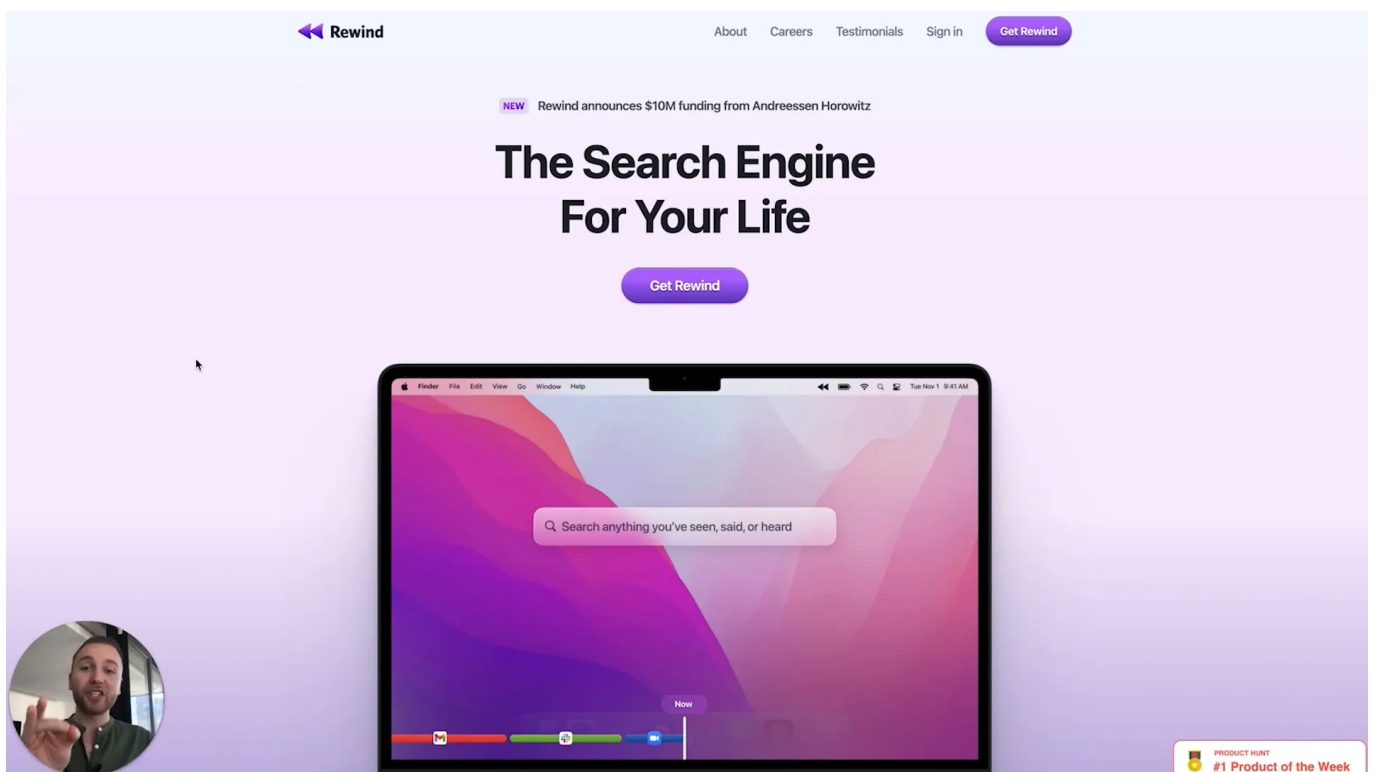 Rewind
About Careers Testimonials Sign in Get Rewind
NEW Rewind announces $10M funding from Andreessen Horowitz
The Search Engine
For Your Life
Get Rewind
Finder File Edit View Go Window Help Tue Nov 1 9:41 AM
Search anything you've seen, said, or heard
Now
PRODUCT HUNT
#1 Product of the Week